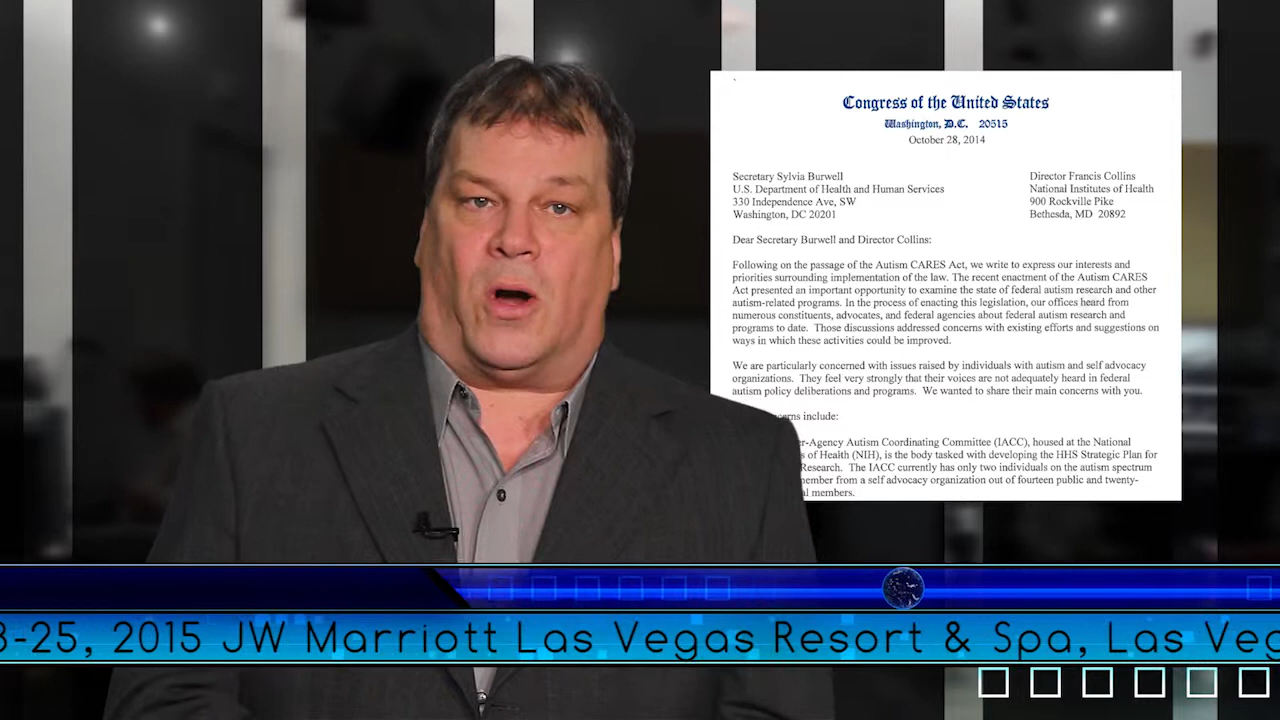 Congress of the United States
Washington, D.C. 20515
October 28, 2014
Secretary Sylvia Burwell
U.S. Department of Health and Human Services
330 Independence Ave, SW
Washington, DC 20201
Director Francis Collins
National Institutes of Health
900 Rockville Pike
Bethesda, MD 20892
Dear Secretary Burwell and Director Collins:
Following on the passage of the Autism CARES Act, we write to express our interests and
priorities surrounding implementation of the law. The recent enactment of the Autism CARES
Act presented an important opportunity to examine the state of federal autism research and other
autism-related programs. In the process of enacting this legislation, our offices heard from
numerous constituents, advocates, and federal agencies about federal autism research and
programs to date. Those discussions addressed concerns with existing efforts and suggestions on
ways in which these activities could be improved.
We are particularly concerned with issues raised by individuals with autism and self advocacy
organizations. They feel very strongly that their voices are not adequately heard in federal
autism policy deliberations and programs. We wanted to share their main concerns with you.
include:
-Agency Autism Coordinating Committee (IACC), housed at the National
of Health (NIH), is the body tasked with developing the HHS Strategic Plan for
Research. The IACC currently has only two individuals on the autism spectrum
member from a self advocacy organization out of fourteen public and twenty-
members.
-25, 2015 JW Marriott Las Vegas Resort & Spa, Las Veg